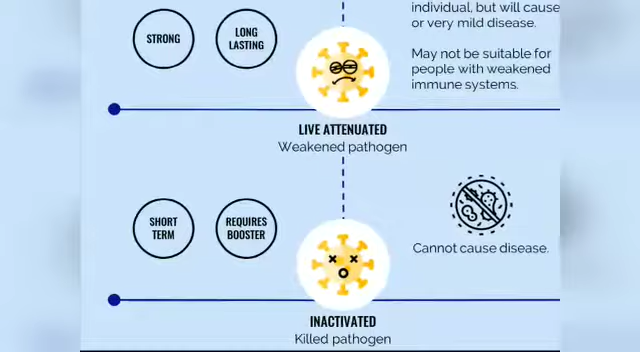 individual, but will cause
or very mild disease.
May not be suitable for
people with weakened
immune systems.
STRONG
LONG
LASTING
LIVE ATTENUATED
Weakened pathogen
SHORT
TERM
REQUIRES
BOOSTER
Cannot cause disease.
INACTIVATED
Killed pathogen